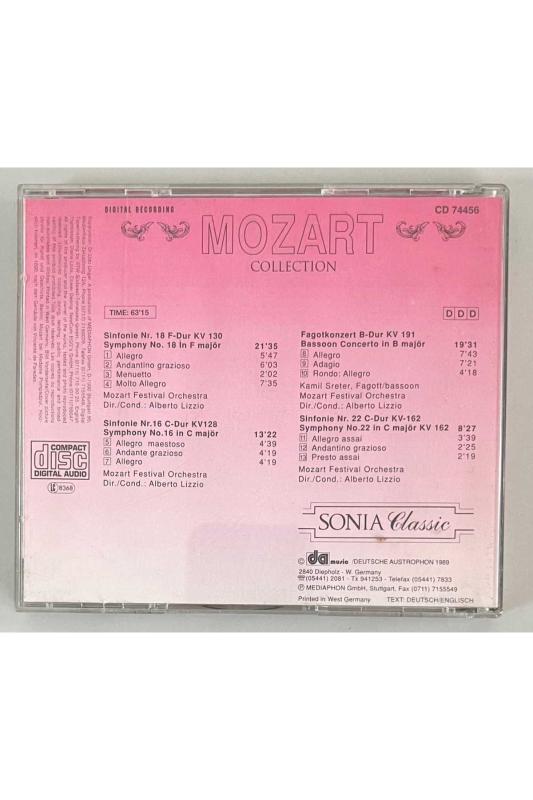 DIGITAL RECORDING
CD 74456
MOZART
COLLECTION
TIME: 63'15
DDD
Sinfonie Nr. 18 F-Dur KV 130
Symphony No. 18 In F majör 21'35
1 Allegro 5'47
2 Andantino grazioso 6'03
3 Menuetto 2'02
4 Molto Allegro 7'35
Mozart Festival Orchestra
Dir./Cond.: Alberto Lizzio
Sinfonie Nr.16 C-Dur KV128
Symphony No.16 in C majör 13'22
5 Allegro maestoso 4'39
6 Andante grazioso 4'19
7 Allegro 4'19
Mozart Festival Orchestra
Dir./Cond.: Alberto Lizzio
Fagotkonzert B-Dur KV 191
Bassoon Concerto in B majör 19'31
8 Allegro 7'43
9 Adagio 7'21
10 Rondo: Allegro 4'18
Kamil Sreter, Fagott/bassoon
Mozart Festival Orchestra
Dir./Cond.: Alberto Lizzio
Sinfonie Nr. 22 C-Dur KV-162
Symphony No.22 in C majör KV 162 8'27
11 Allegro assai 3'39
12 Andantino grazioso 2'25
13 Presto assai 2'19
Mozart Festival Orchestra
Dir./Cond.: Alberto Lizzio
COMPACT
disc
DIGITAL AUDIO
LC 8368
SONIA Classic
© da music /DEUTSCHE AUSTROPHON 1989
2840 Diepholz - W. Germany
☎ (05441) 2081 - Tx 941253 - Telefax (05441) 7833
℗ MEDIAPHON GmbH, Stuttgart, Fax (0711) 7155549
Printed in West Germany TEXT: DEUTSCH/ENGLISCH